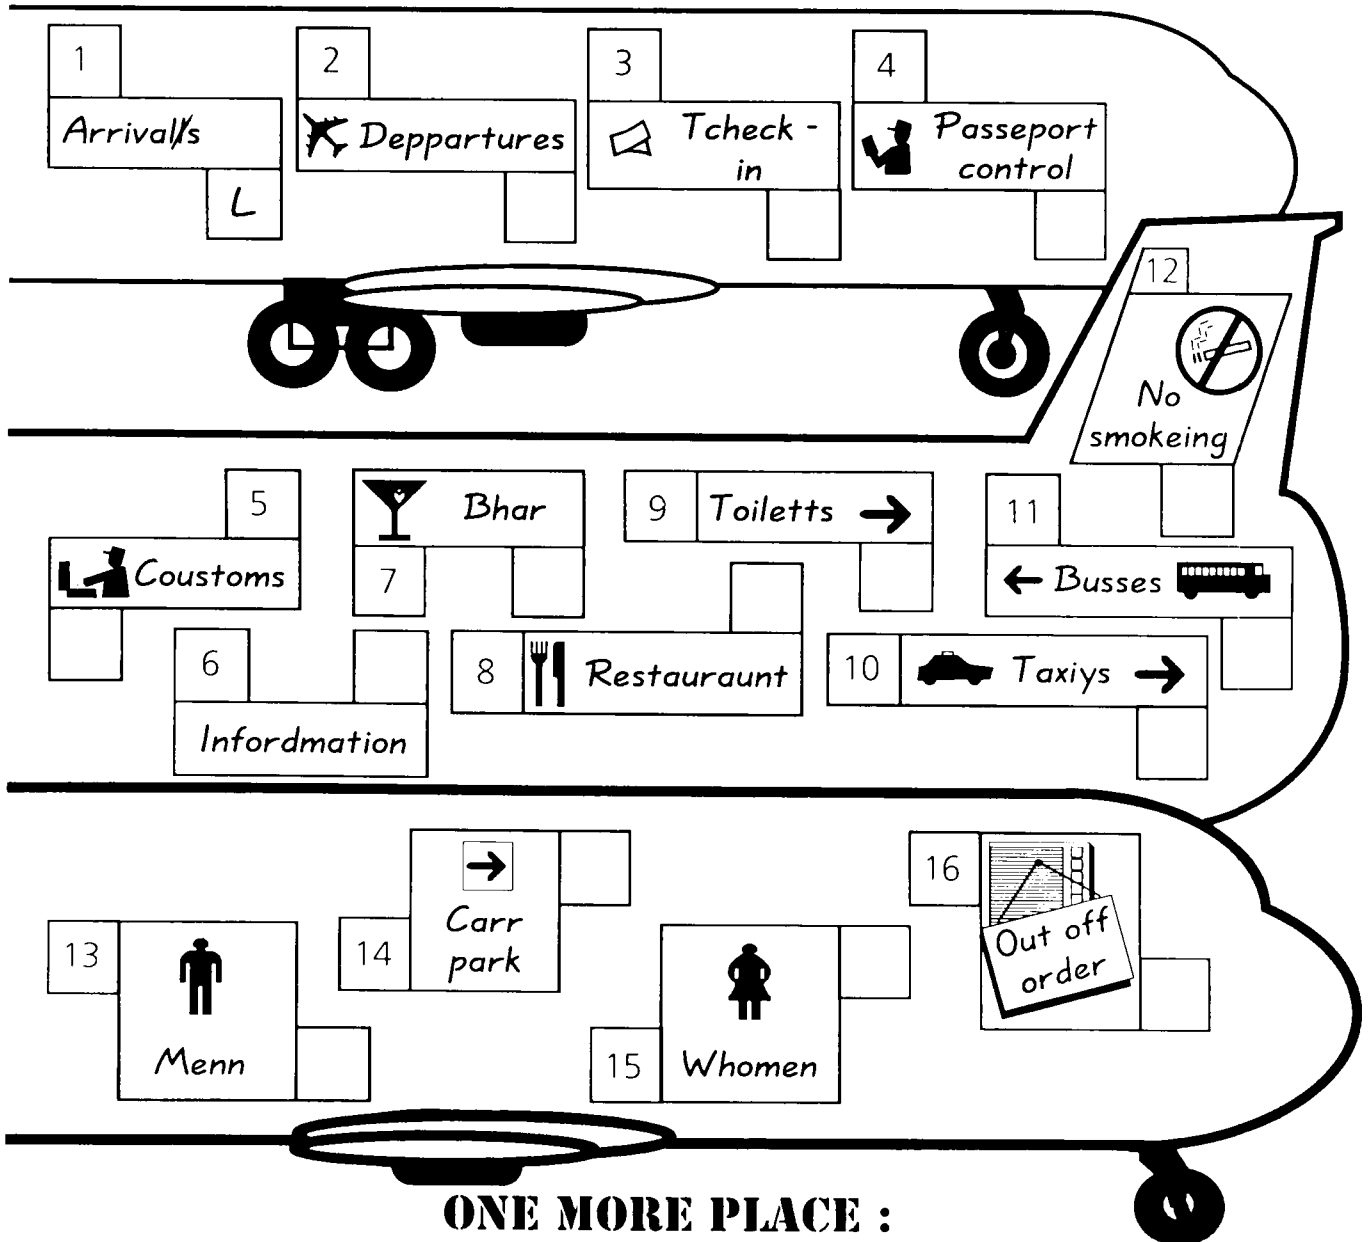 1
2
3
4
Arrivalls
Deppartures
Tcheck -
in
Passeport
control
L
12
No
smokeing
5
Coustoms
Bhar
7
9
Toiletts
11
Busses
6
Infordmation
8
Restauraunt
10
Taxiys
13
Menn
14
Carr
park
15
Whomen
16
Out off
order
ONE MORE PLACE :